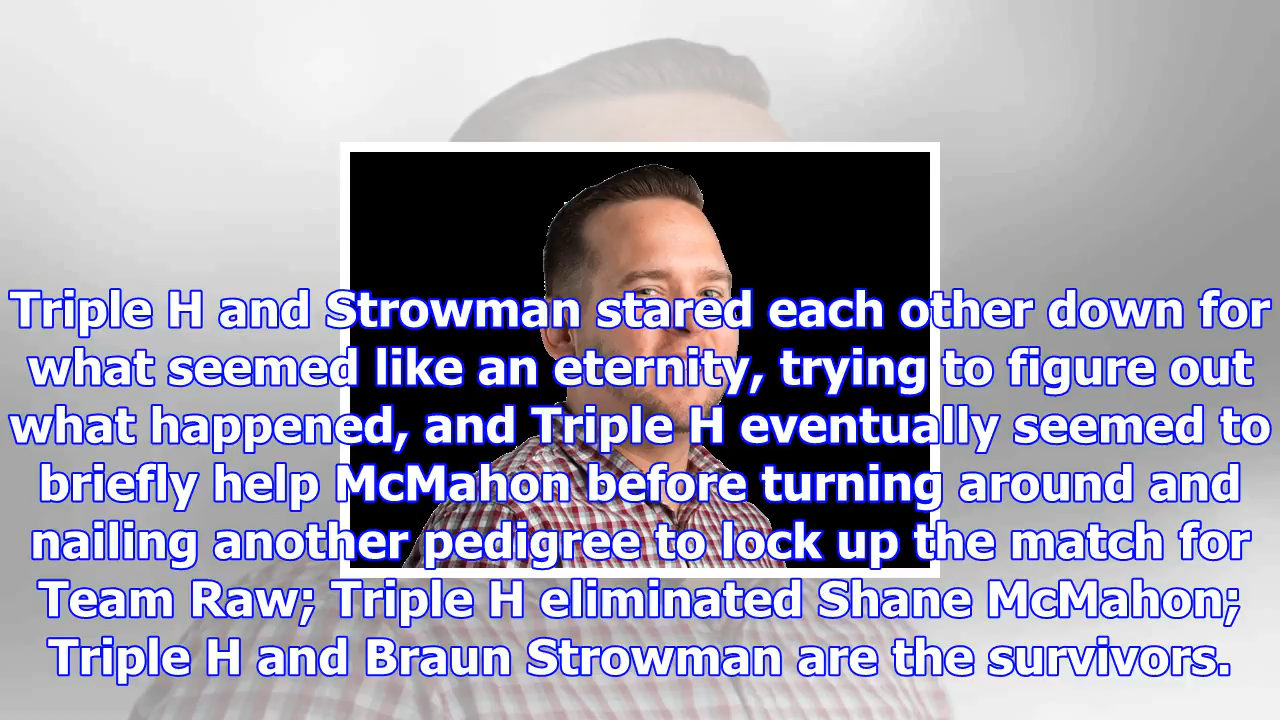 Triple H and Strowman stared each other down for
what seemed like an eternity, trying to figure out
what happened, and Triple H eventually seemed to
briefly help McMahon before turning around and
nailing another pedigree to lock up the match for
Team Raw; Triple H eliminated Shane McMahon;
Triple H and Braun Strowman are the survivors.